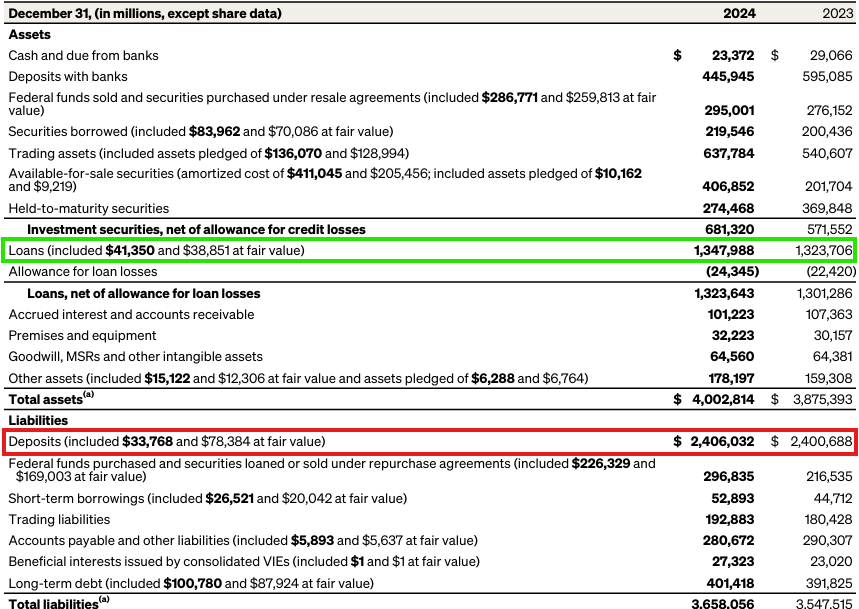 December 31, (in millions, except share data) 2024 2023
Assets
Cash and due from banks $ 23,372 $ 29,066
Deposits with banks 445,945 595,085
Federal funds sold and securities purchased under resale agreements (included $286,771 and $259,813 at fair
value) 295,001 276,152
Securities borrowed (included $83,962 and $70,086 at fair value) 219,546 200,436
Trading assets (included assets pledged of $136,070 and $128,994) 637,784 540,607
Available-for-sale securities (amortized cost of $411,045 and $205,456; included assets pledged of $10,162
and $9,219) 406,852 201,704
Held-to-maturity securities 274,468 369,848
Investment securities, net of allowance for credit losses 681,320 571,552
Loans (included $41,350 and $38,851 at fair value) 1,347,988 1,323,706
Allowance for loan losses (24,345) (22,420)
Loans, net of allowance for loan losses 1,323,643 1,301,286
Accrued interest and accounts receivable 101,223 107,363
Premises and equipment 32,223 30,157
Goodwill, MSRs and other intangible assets 64,560 64,381
Other assets (included $15,122 and $12,306 at fair value and assets pledged of $6,288 and $6,764) 178,197 159,308
Total assets(a) $ 4,002,814 $ 3,875,393
Liabilities
Deposits (included $33,768 and $78,384 at fair value) $ 2,406,032 $ 2,400,688
Federal funds purchased and securities loaned or sold under repurchase agreements (included $226,329 and
$169,003 at fair value) 296,835 216,535
Short-term borrowings (included $26,521 and $20,042 at fair value) 52,893 44,712
Trading liabilities 192,883 180,428
Accounts payable and other liabilities (included $5,893 and $5,637 at fair value) 280,672 290,307
Beneficial interests issued by consolidated VIEs (included $1 and $1 at fair value) 27,323 23,020
Long-term debt (included $100,780 and $87,924 at fair value) 401,418 391,825
Total liabilities(a) 3,658,056 3,547,515